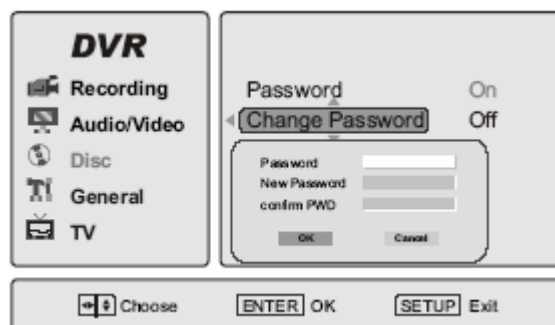 DVR
Recording
Audio/Video
Disc
General
TV
Password On
Change Password Off
Password
New Password
confirm PWD
OK Cancel
Choose ENTER OK SETUP Exit